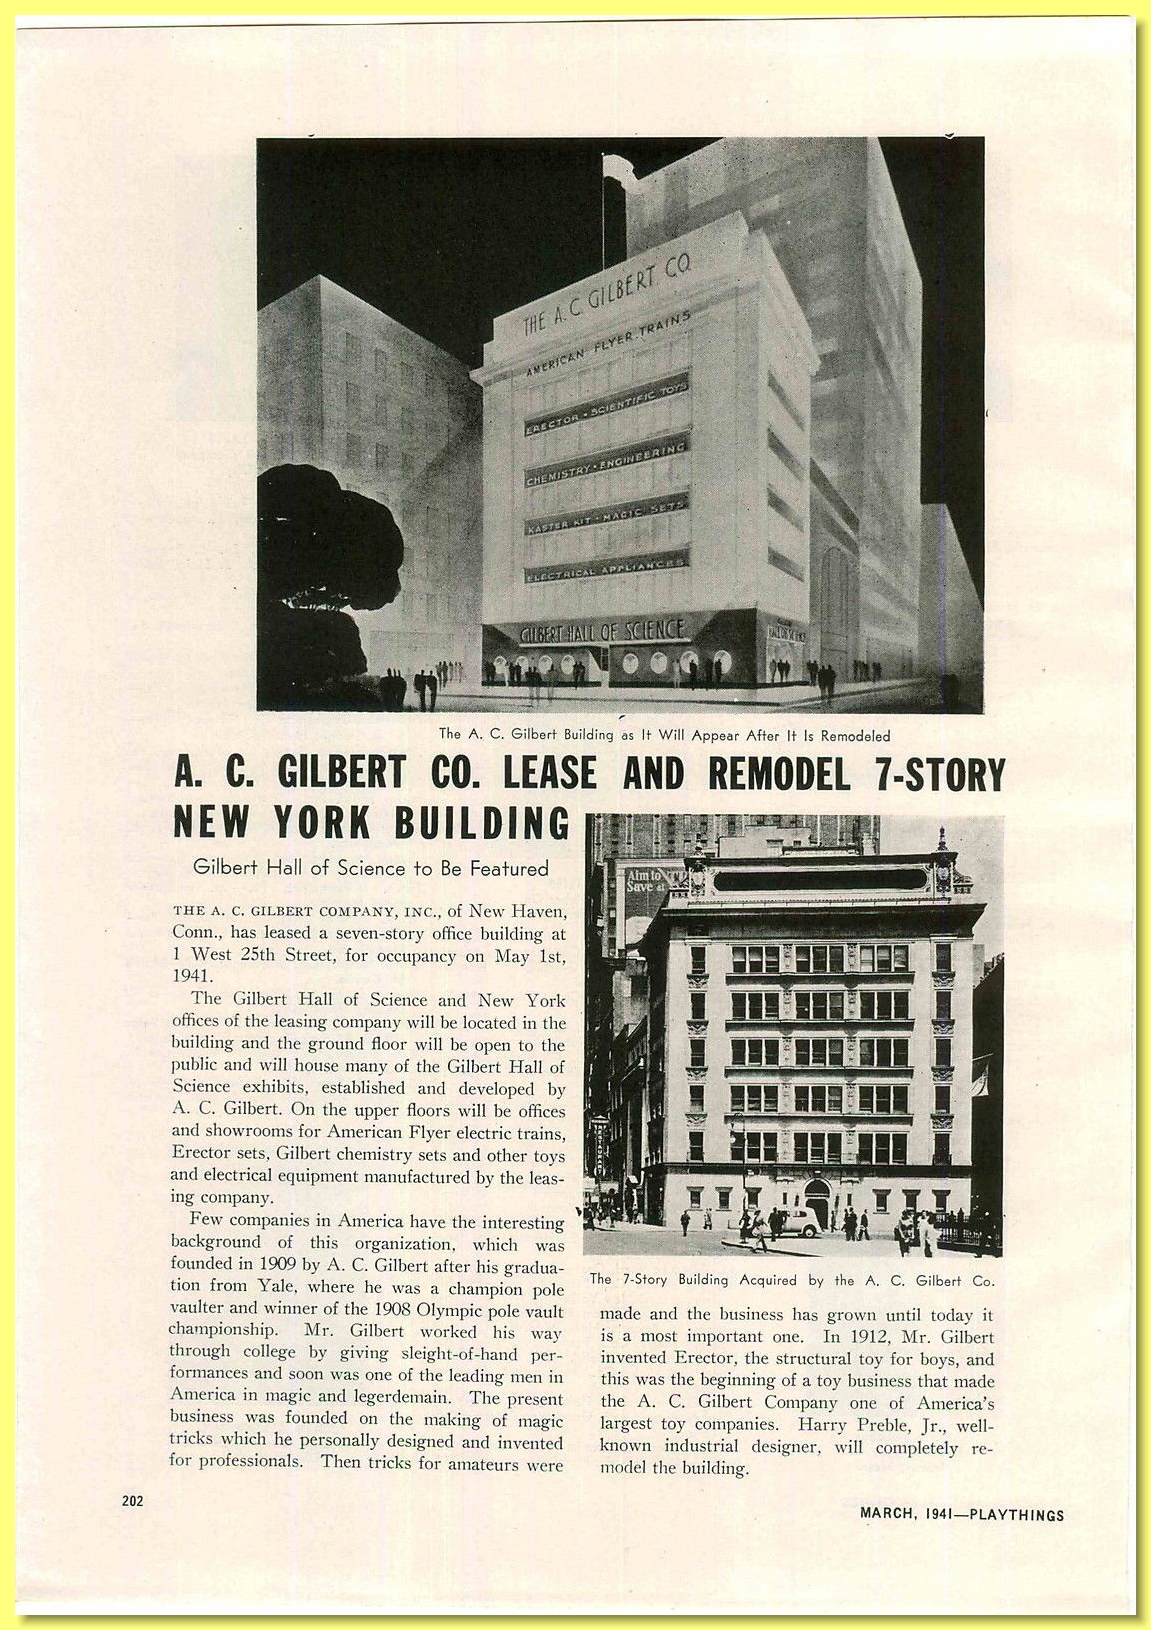 THE A. C. GILBERT CO.
AMERICAN FLYER TRAINS
ERECTOR • SCIENTIFIC TOYS
CHEMISTRY • ENGINEERING
KASTER KIT • MAGIC SETS
ELECTRICAL APPLIANCES
GILBERT HALL OF SCIENCE
The A. C. Gilbert Building as It Will Appear After It Is Remodeled
A. C. GILBERT CO. LEASE AND REMODEL 7-STORY
NEW YORK BUILDING
Gilbert Hall of Science to Be Featured
THE A. C. GILBERT COMPANY, INC., of New Haven,
Conn., has leased a seven-story office building at
1 West 25th Street, for occupancy on May 1st,
1941.
The Gilbert Hall of Science and New York
offices of the leasing company will be located in the
building and the ground floor will be open to the
public and will house many of the Gilbert Hall of
Science exhibits, established and developed by
A. C. Gilbert. On the upper floors will be offices
and showrooms for American Flyer electric trains,
Erector sets, Gilbert chemistry sets and other toys
and electrical equipment manufactured by the leas-
ing company.
Few companies in America have the interesting
background of this organization, which was
founded in 1909 by A. C. Gilbert after his gradua-
tion from Yale, where he was a champion pole
vaulter and winner of the 1908 Olympic pole vault
championship. Mr. Gilbert worked his way
through college by giving sleight-of-hand per-
formances and soon was one of the leading men in
America in magic and legerdemain. The present
business was founded on the making of magic
tricks which he personally designed and invented
for professionals. Then tricks for amateurs were
Aim to
Save at
The 7-Story Building Acquired by the A. C. Gilbert Co.
made and the business has grown until today it
is a most important one. In 1912, Mr. Gilbert
invented Erector, the structural toy for boys, and
this was the beginning of a toy business that made
the A. C. Gilbert Company one of America's
largest toy companies. Harry Preble, Jr., well-
known industrial designer, will completely re-
model the building.
202
MARCH, 1941—PLAYTHINGS